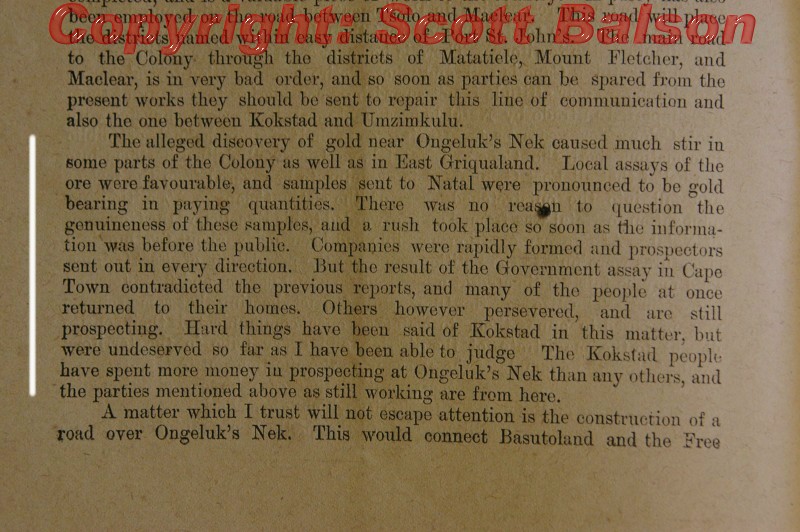 Copyright: Scott Balson
been employed on the road between Tsolo and Maclear. This road will place
the districts named within easy distance of Port St. John's. The main road
to the Colony through the districts of Matatiele, Mount Fletcher, and
Maclear, is in very bad order, and so soon as parties can be spared from the
present works they should be sent to repair this line of communication and
also the one between Kokstad and Umzimkulu.
The alleged discovery of gold near Ongeluk's Nek caused much stir in
some parts of the Colony as well as in East Griqualand. Local assays of the
ore were favourable, and samples sent to Natal were pronounced to be gold
bearing in paying quantities. There was no reason to question the
genuineness of these samples, and a rush took place so soon as the informa-
tion was before the public. Companies were rapidly formed and prospectors
sent out in every direction. But the result of the Government assay in Cape
Town contradicted the previous reports, and many of the people at once
returned to their homes. Others however persevered, and are still
prospecting. Hard things have been said of Kokstad in this matter, but
were undeserved so far as I have been able to judge The Kokstad people
have spent more money in prospecting at Ongeluk's Nek than any others, and
the parties mentioned above as still working are from here.
A matter which I trust will not escape attention is the construction of a
road over Ongeluk's Nek. This would connect Basutoland and the Free